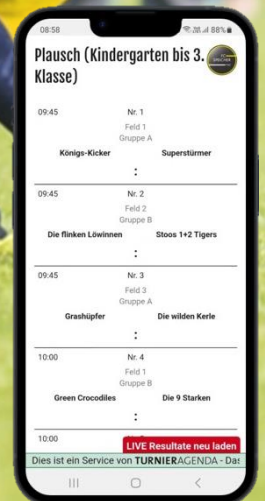 08:58 88%
Plausch (Kindergarten bis 3.
Klasse)
09:45 Nr. 1
Feld 1
Gruppe A
Königs-Kicker Superstürmer
:
09:45 Nr. 2
Feld 2
Gruppe B
Die flinken Löwinnen Stoos 1+2 Tigers
:
09:45 Nr. 3
Feld 3
Gruppe A
Grashüpfer Die wilden Kerle
:
10:00 Nr. 4
Feld 1
Gruppe B
Green Crocodiles Die 9 Starken
:
10:00
LIVE Resultate neu laden
Dies ist ein Service von TURNIERAGENDA - Das